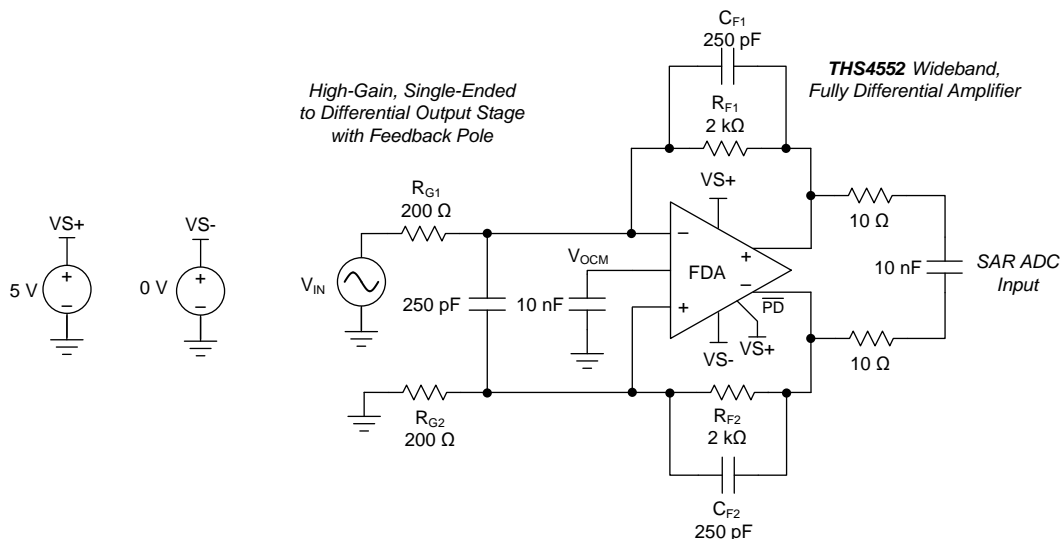 CF1
250 pF
THS4552 Wideband,
Fully Differential Amplifier
High-Gain, Single-Ended
to Differential Output Stage
with Feedback Pole
RF1
2 kΩ
VS+
RG1
200 Ω
10 Ω
VS+
VS-
VOCM
5 V
0 V
VIN
250 pF
10 nF
FDA
10 nF
SAR ADC
Input
PD
VS-
VS+
10 Ω
RG2
200 Ω
RF2
2 kΩ
CF2
250 pF